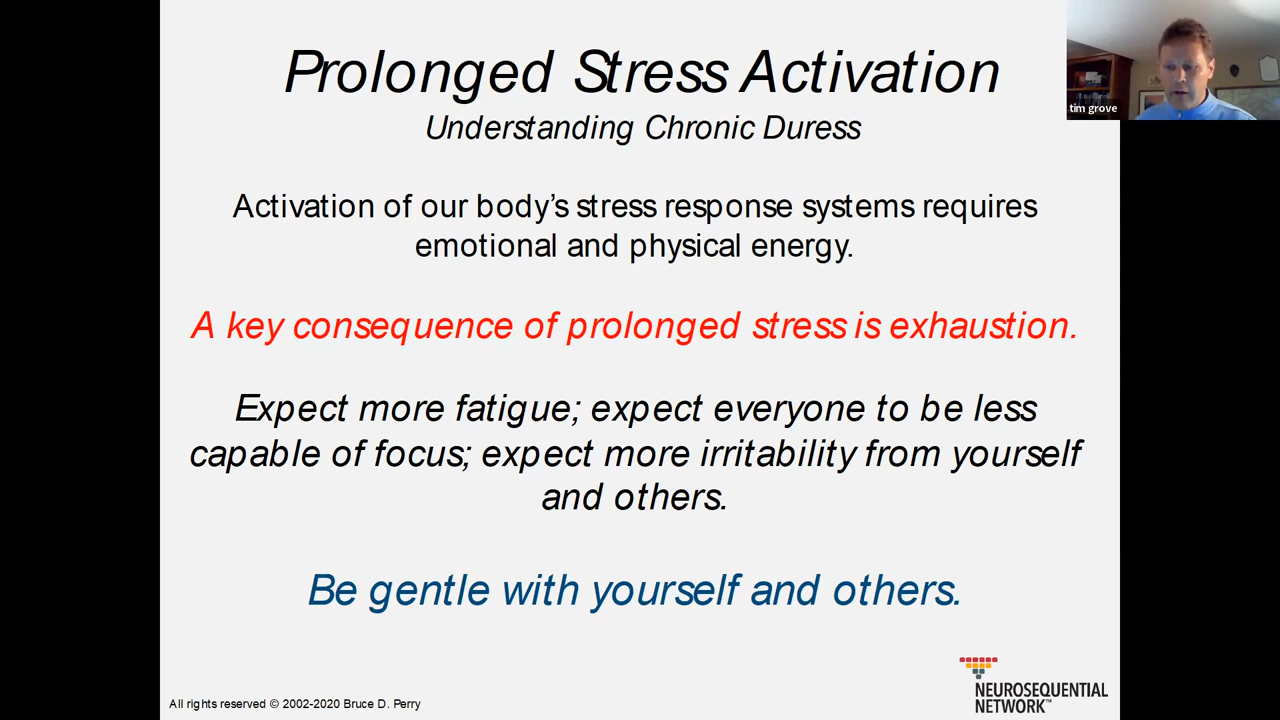 Prolonged Stress Activation
Understanding Chronic Duress
tim grove
Activation of our body's stress response systems requires
emotional and physical energy.
A key consequence of prolonged stress is exhaustion.
Expect more fatigue; expect everyone to be less
capable of focus; expect more irritability from yourself
and others.
Be gentle with yourself and others.
All rights reserved © 2002-2020 Bruce D. Perry
NEUROSEQUENTIAL
NETWORK™